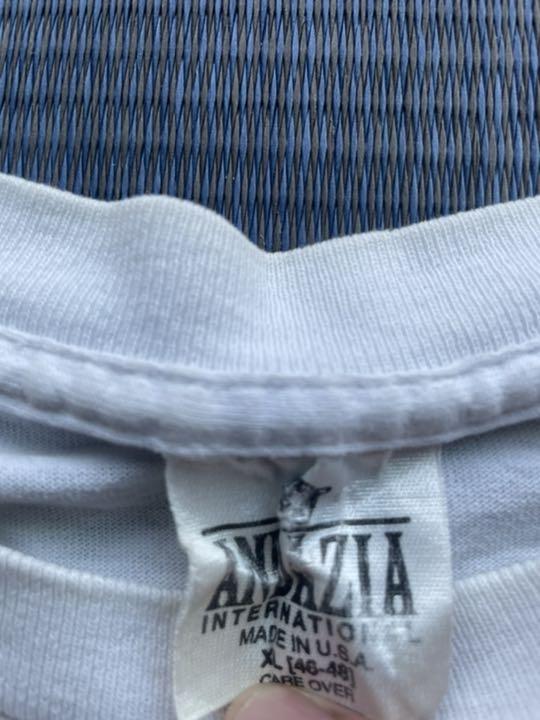 ANDAZIA
INTERNATIONAL
MADE IN U.S.A.
XL [46-48]
CARE OVER